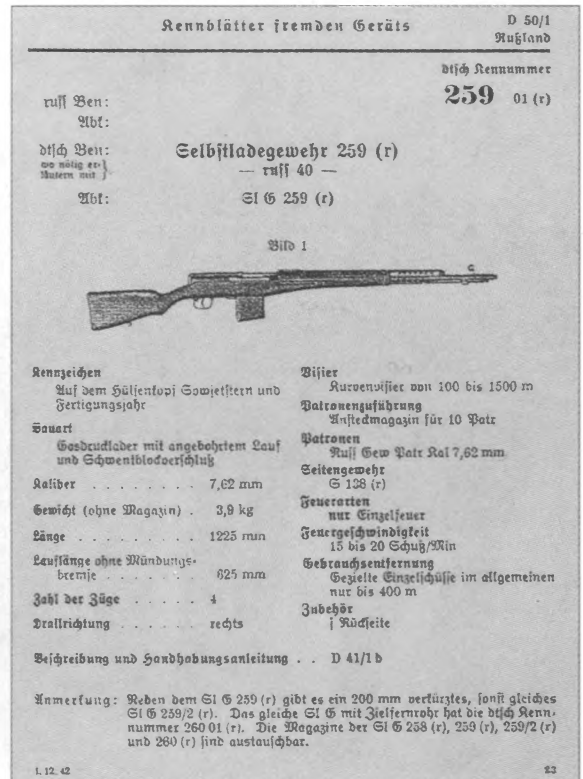 Kennblätter fremden Geräts
D 50/1
Rußland
dtsch Kennummer
259 01 (r)
russ Ben:
Abk:
dtsch Ben:
wo nötig er-
läutern mit
Selbstladegewehr 259 (r)
— russ 40 —
Abk:
Sl G 259 (r)
Bild 1
Kennzeichen
Auf dem Hülsenkopf Sowjetstern und
Fertigungsjahr
Bauart
Gasdrucklader mit angebohrtem Lauf
und Schwenkblockverschluß
Kaliber . . . . . . . . 7,62 mm
Gewicht (ohne Magazin) . 3,9 kg
Länge . . . . . . . . 1225 mm
Lauflänge ohne Mündungs-
bremse . . . . . . 625 mm
Zahl der Züge . . . . . 4
Drallrichtung . . . . . rechts
Visier
Kurvenvisier von 100 bis 1500 m
Patronenzuführung
Ansteckmagazin für 10 Patr
Patronen
Russ Gew Patr Kal 7,62 mm
Seitengewehr
S 138 (r)
Feuerarten
nur Einzelfeuer
Feuergeschwindigkeit
15 bis 20 Schuß/Min
Gebrauchsentfernung
Gezielte Einzelschüsse im allgemeinen
nur bis 400 m
Zubehör
s Rückseite
Beschreibung und Handhabungsanleitung . . D 41/1 b
Anmerkung: Neben dem Sl G 259 (r) gibt es ein 200 mm verkürztes, sonst gleiches
Sl G 259/2 (r). Das gleiche Sl G mit Zielfernrohr hat die dtsch Kenn-
nummer 260 01 (r). Die Magazine der Sl G 258 (r), 259 (r), 259/2 (r)
und 260 (r) sind austauschbar.
1. 12. 42
23